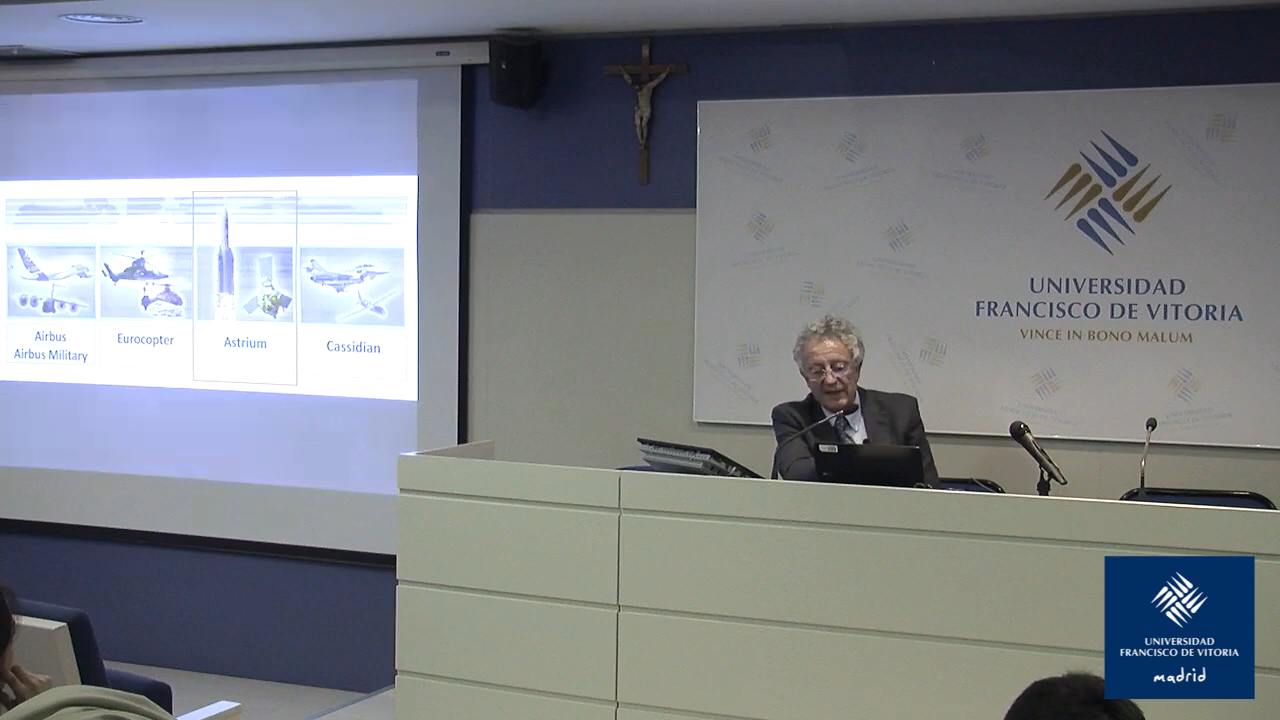 Airbus
Airbus Military
Eurocopter
Astrium
Cassidian
UNIVERSIDAD
FRANCISCO DE VITORIA
VINCE IN BONO MALUM
UNIVERSIDAD
FRANCISCO DE VITORIA
madrid